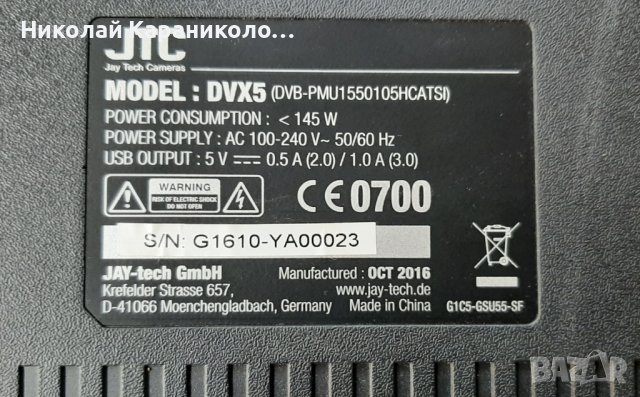 Николай Караниколо...
JTC
Jay Tech Cameras
MODEL : DVX5 (DVB-PMU1550105HCATSI)
POWER CONSUMPTION : < 145 W
POWER SUPPLY : AC 100-240 V~ 50/60 Hz
USB OUTPUT : 5 V ⎓ 0.5 A (2.0) / 1.0 A (3.0)
WARNING
RISK OF ELECTRIC SHOCK
DO NOT OPEN
CE0700
S/N: G1610-YA00023
JAY-tech GmbH
Krefelder Strasse 657,
D-41066 Moenchengladbach, Germany
Manufactured : OCT 2016
www.jay-tech.de
Made in China
G1C5-GSU55-SF
BAZAR